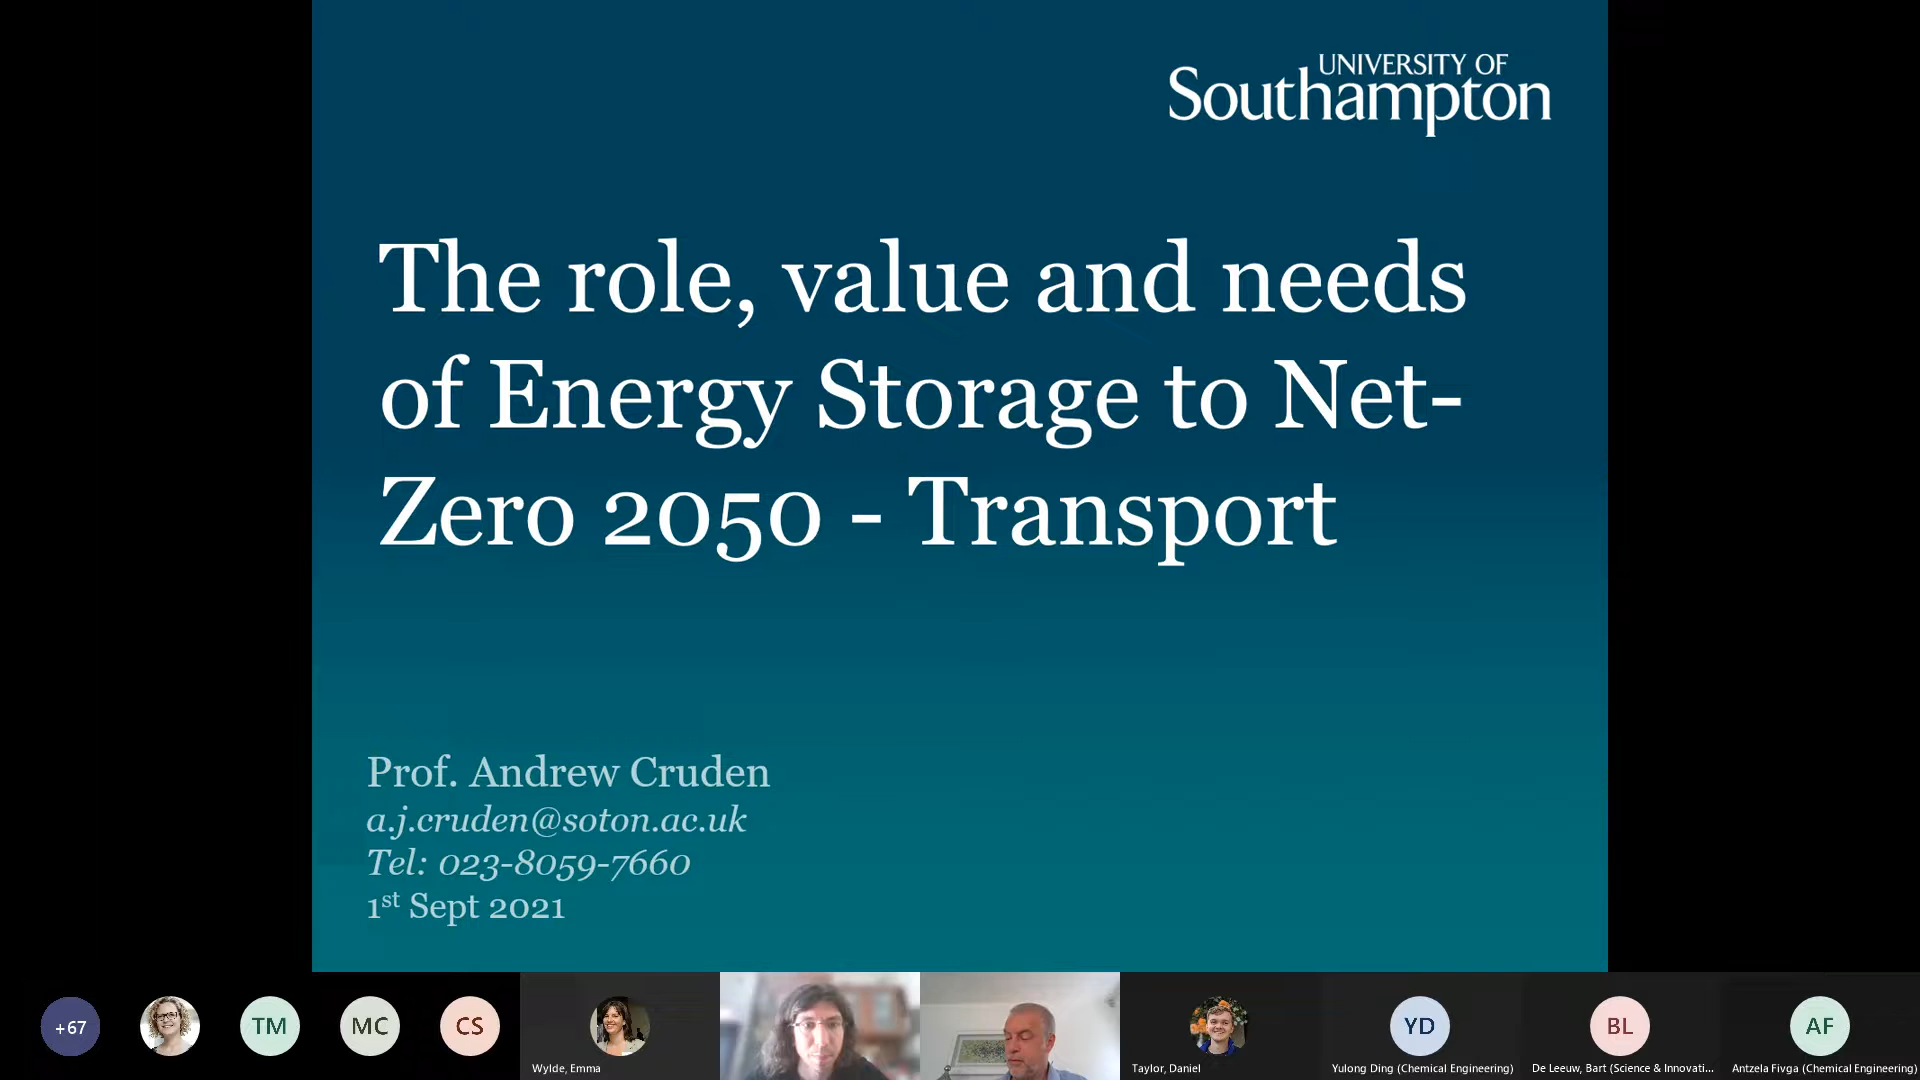 UNIVERSITY OF
Southampton
The role, value and needs
of Energy Storage to Net-
Zero 2050 - Transport
Prof. Andrew Cruden
a.j.cruden@soton.ac.uk
Tel: 023-8059-7660
1st Sept 2021
+67
TM
MC
CS
Wylde, Emma
Taylor, Daniel
YD
Yulong Ding (Chemical Engineering)
BL
De Leeuw, Bart (Science & Innovati...
AF
Antzela Fivga (Chemical Engineering)